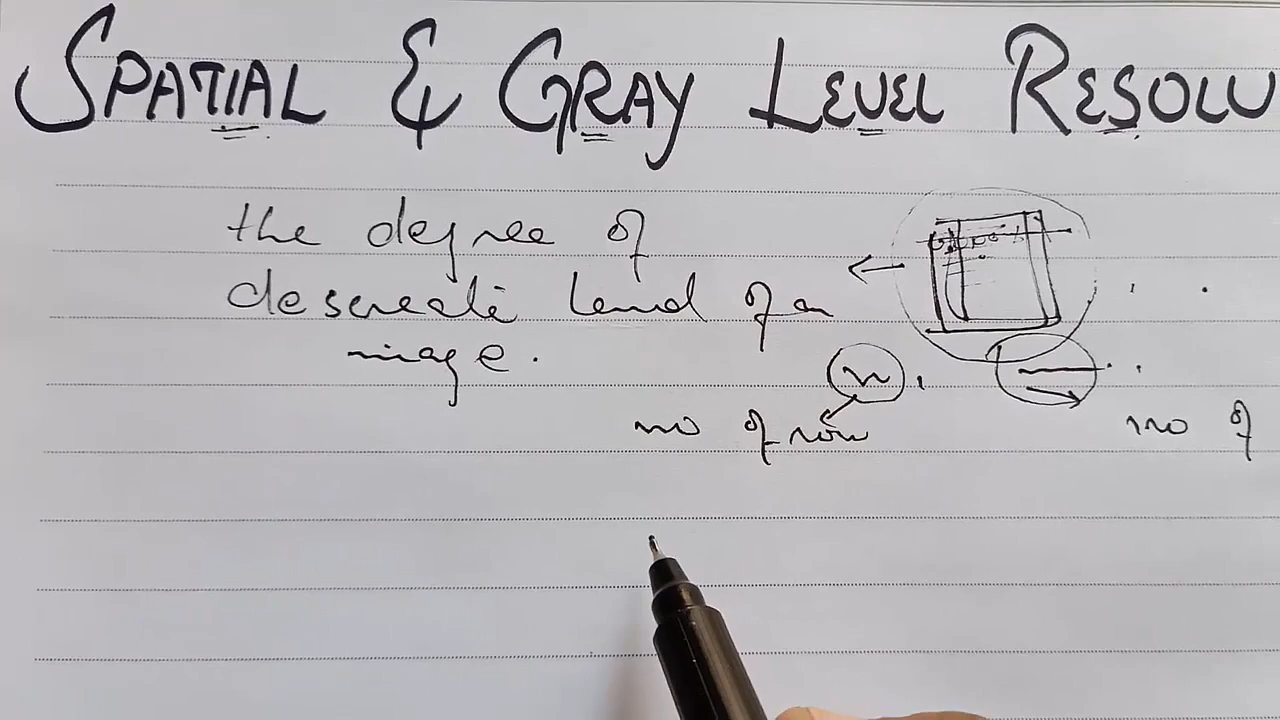 SPATIAL & GRAY LEVEL RESOLU
the degree of
descreate level of an
image.
n
no of row
no of